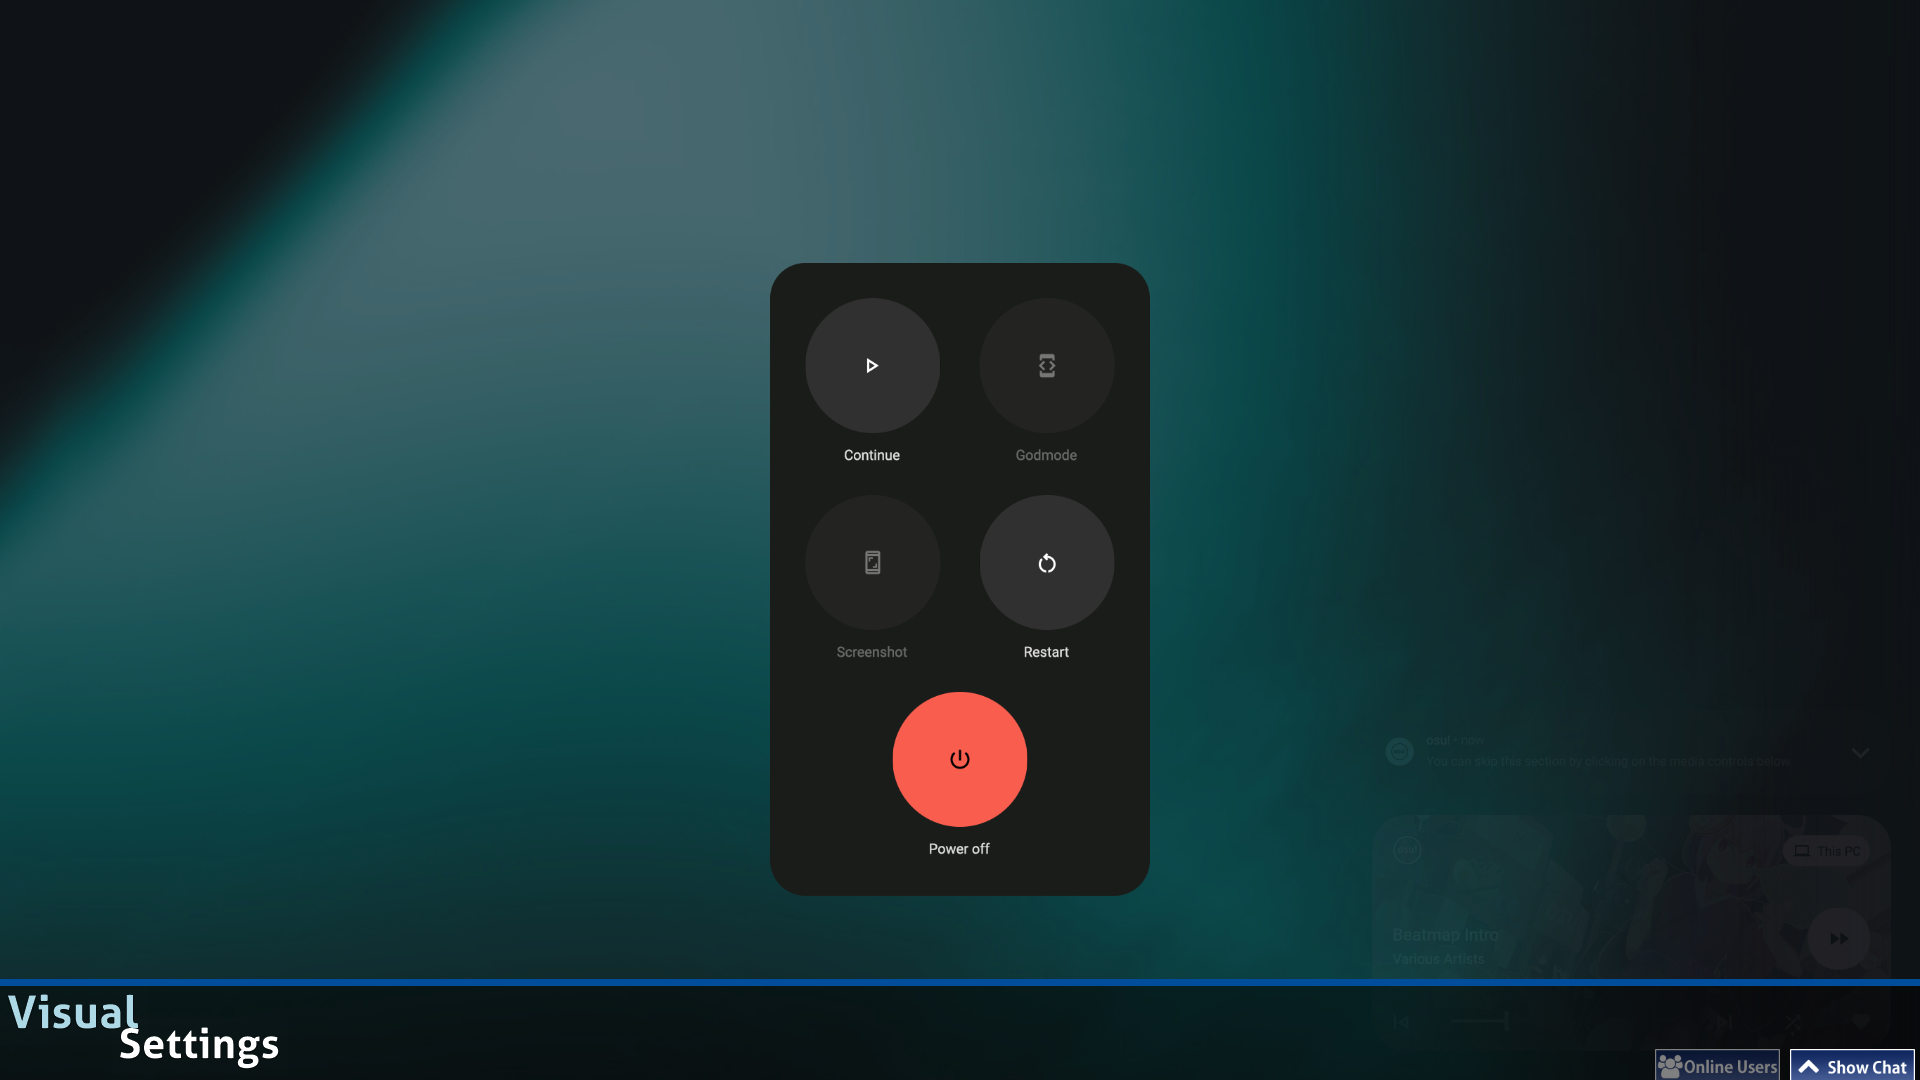 Continue
Godmode
Screenshot
Restart
Power off
osu! • now
You can skip this section by clicking on the media controls below
osu!
This PC
Beatmap Intro
Various Artists
Visual
Settings
Online Users
Show Chat